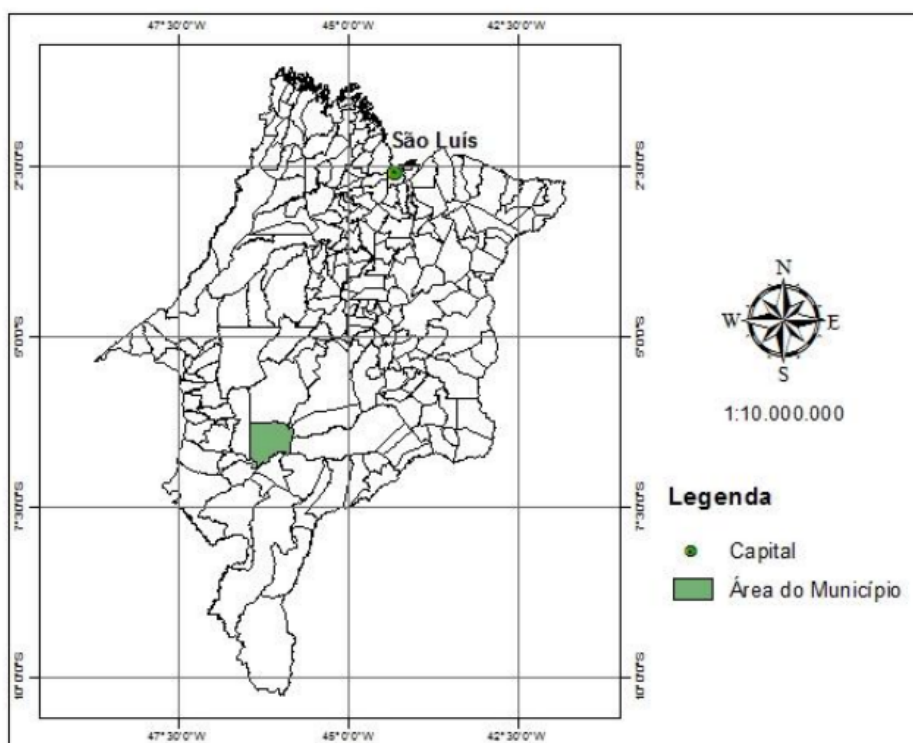 47°30'0"W 45°0'0"W 42°30'0"W
São Luís
2°30'0"S 2°30'0"S
N
5°0'0"S 5°0'0"S
W E
S
1:10.000.000
Legenda
7°30'0"S 7°30'0"S
Capital
Área do Município
10°0'0"S 10°0'0"S
47°30'0"W 45°0'0"W 42°30'0"W